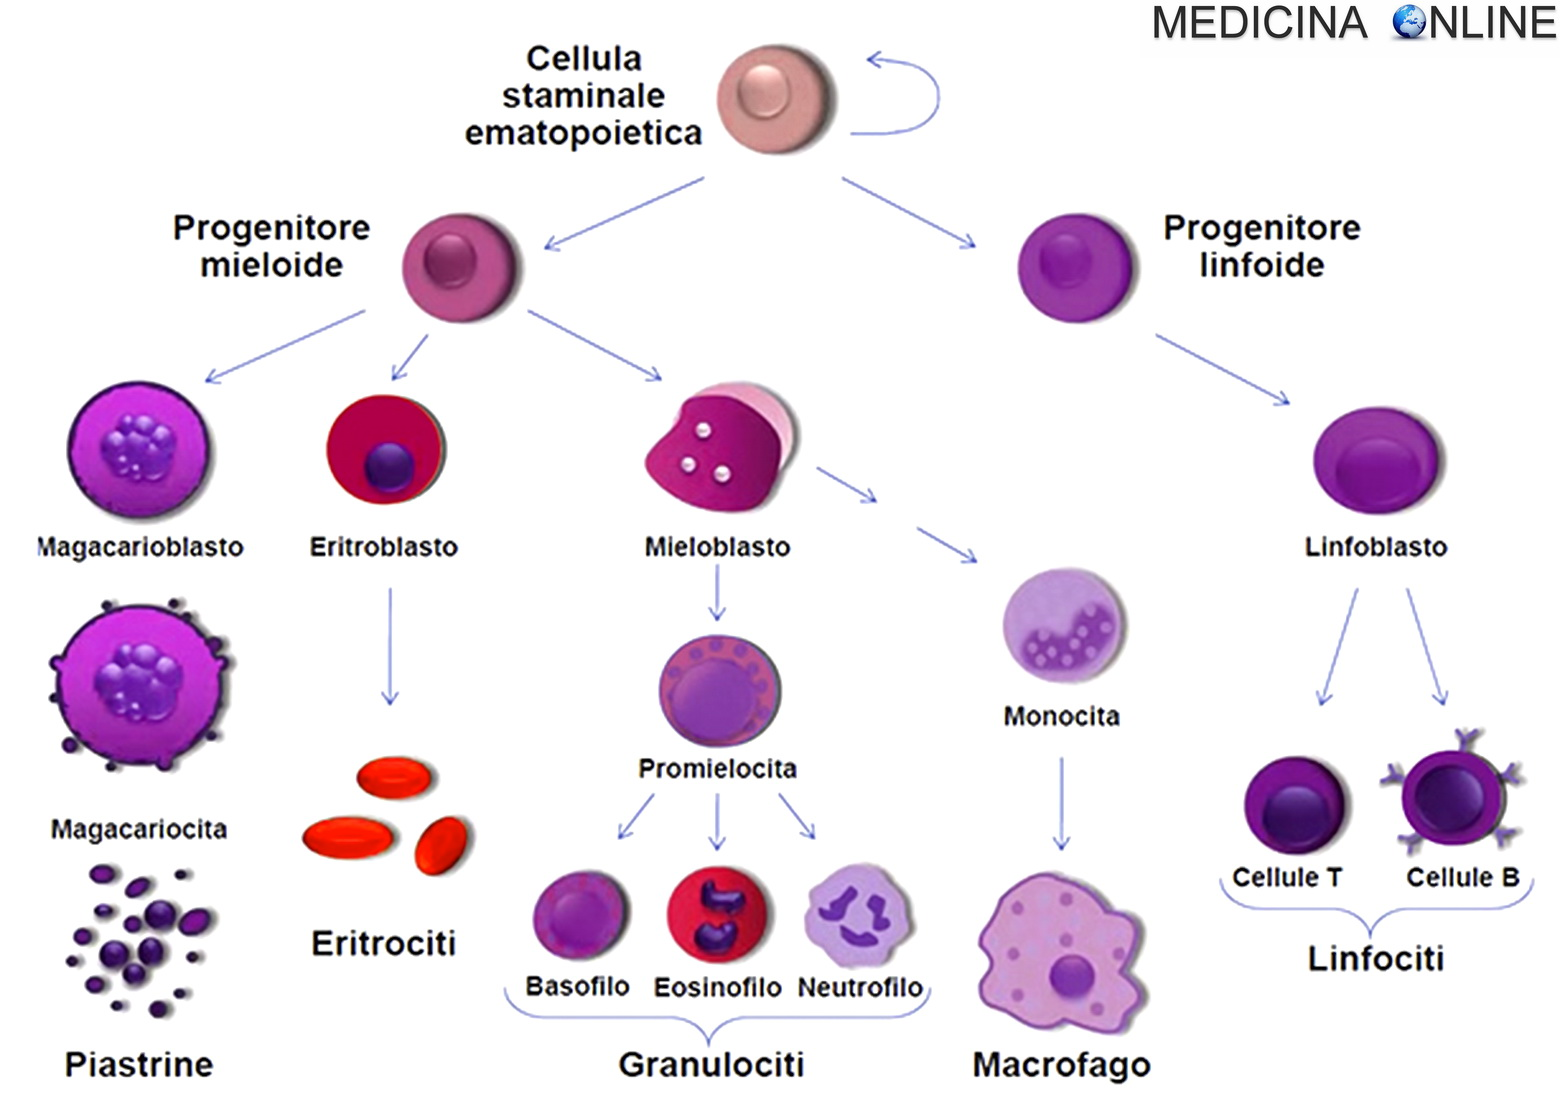 MEDICINA ONLINE
Cellula
staminale
ematopoietica
Progenitore
mieloide
Progenitore
linfoide
Magacarioblasto
Eritroblasto
Mieloblasto
Linfoblasto
Monocita
Promielocita
Magacariocita
Cellule T
Cellule B
Eritrociti
Linfociti
Basofilo
Eosinofilo
Neutrofilo
Piastrine
Granulociti
Macrofago